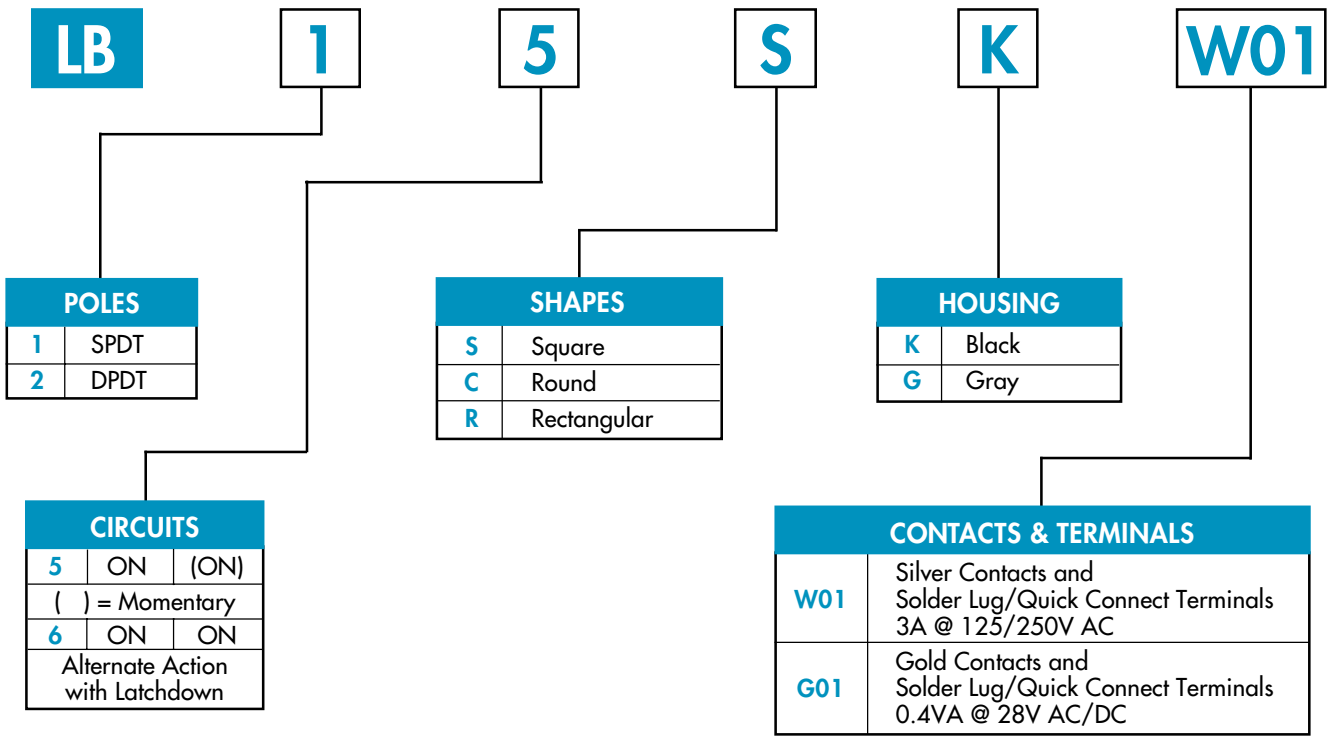 LB 1 5 S K W01
POLES
1 SPDT
2 DPDT
SHAPES
S Square
C Round
R Rectangular
HOUSING
K Black
G Gray
CIRCUITS
5 ON (ON)
( ) = Momentary
6 ON ON
Alternate Action
with Latchdown
CONTACTS & TERMINALS
W01 Silver Contacts and
Solder Lug/Quick Connect Terminals
3A @ 125/250V AC
G01 Gold Contacts and
Solder Lug/Quick Connect Terminals
0.4VA @ 28V AC/DC